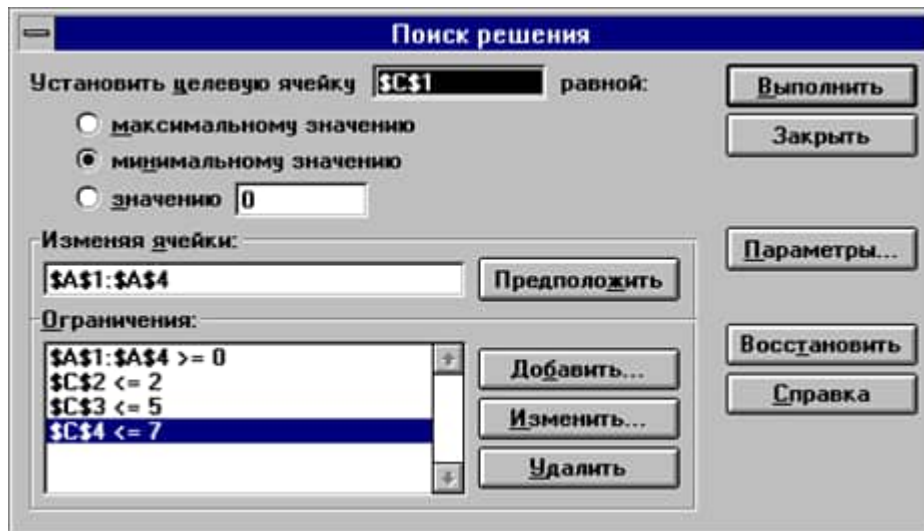 Поиск решения
Установить целевую ячейку $C$1 равной:
Выполнить
максимальному значению
Закрыть
минимальному значению
значению 0
Изменяя ячейки:
Параметры...
$A$1:$A$4 Предположить
Ограничения:
$A$1:$A$4 >= 0
Восстановить
$C$2 <= 2
Добавить...
$C$3 <= 5
Справка
$C$4 <= 7
Изменить...
Удалить